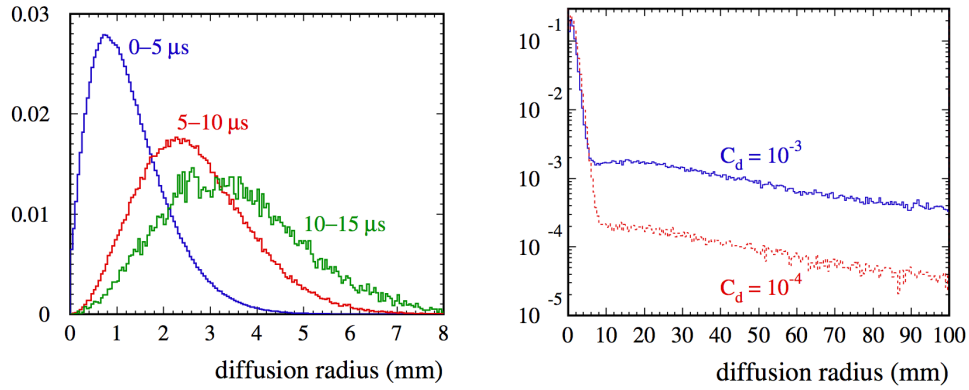 0.03
0.02
0.01
0
0 1 2 3 4 5 6 7 8
diffusion radius (mm)
0–5 μs
5–10 μs
10–15 μs
10⁻¹
10⁻²
10⁻³
10⁻⁴
10⁻⁵
0 10 20 30 40 50 60 70 80 90 100
diffusion radius (mm)
C_d = 10⁻³
C_d = 10⁻⁴